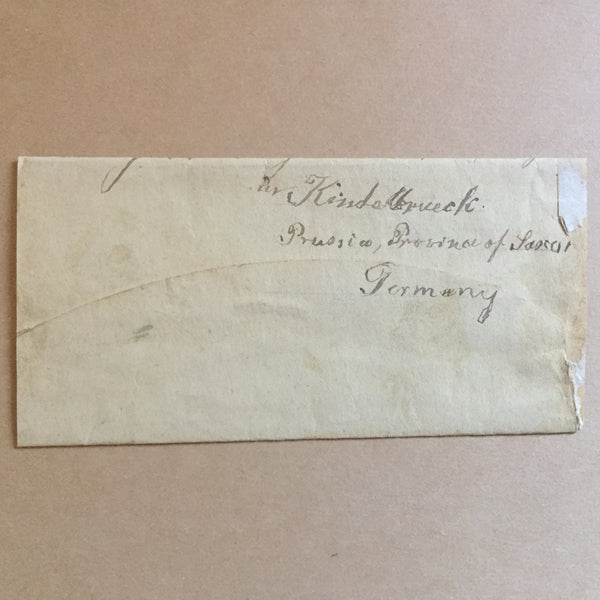 Kindelbrueck.
Prussia, Province of Saxon
Germany